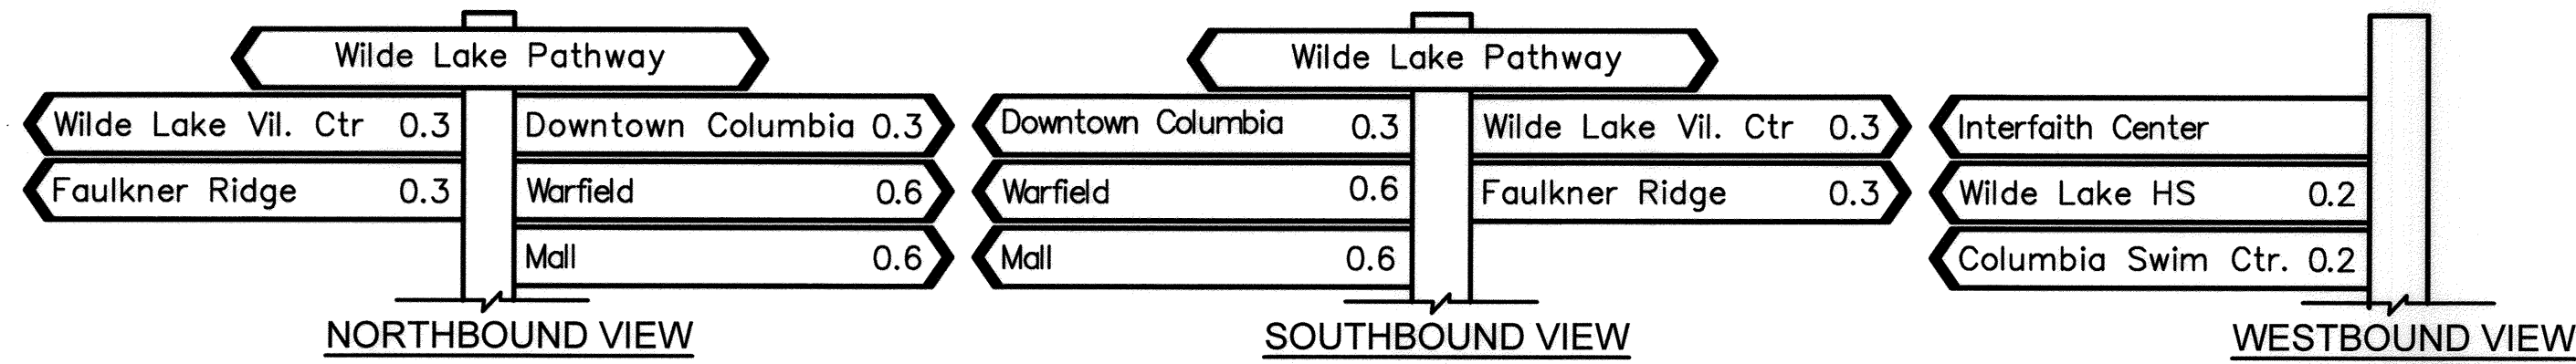 Wilde Lake Pathway
Wilde Lake Vil. Ctr 0.3
Faulkner Ridge 0.3
Downtown Columbia 0.3
Warfield 0.6
Mall 0.6
NORTHBOUND VIEW
Wilde Lake Pathway
Downtown Columbia 0.3
Warfield 0.6
Mall 0.6
Wilde Lake Vil. Ctr 0.3
Faulkner Ridge 0.3
SOUTHBOUND VIEW
Interfaith Center
Wilde Lake HS 0.2
Columbia Swim Ctr. 0.2
WESTBOUND VIEW